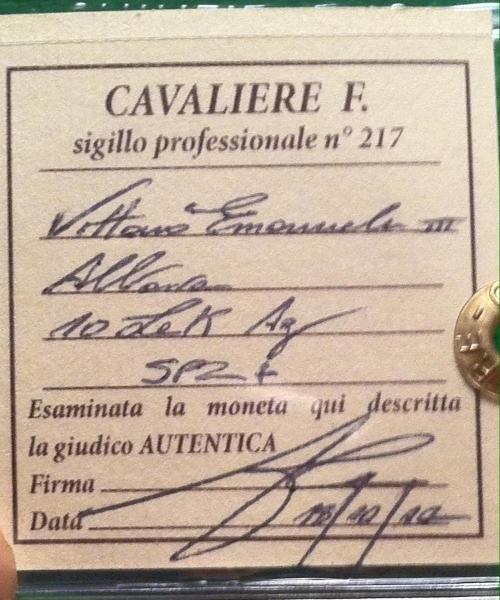 CAVALIERE F.
sigillo professionale n° 217
Vittorio Emanuele III
Albania
10 Lek Ag
SPL +
Esaminata la moneta qui descritta
la giudico AUTENTICA
Firma
Data